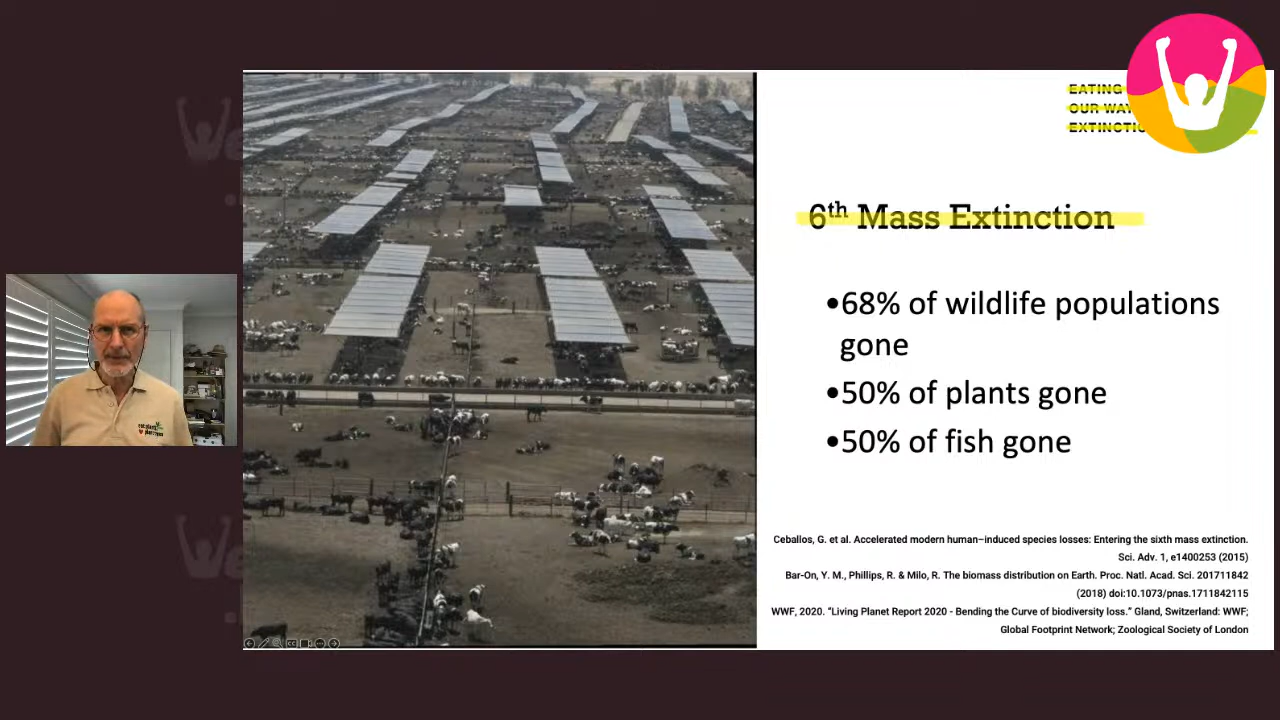 EATING
OUR WAY
EXTINCTIO
6th Mass Extinction
•68% of wildlife populations
gone
•50% of plants gone
•50% of fish gone
Ceballos, G. et al. Accelerated modern human–induced species losses: Entering the sixth mass extinction.
Sci. Adv. 1, e1400253 (2015)
Bar-On, Y. M., Phillips, R. & Milo, R. The biomass distribution on Earth. Proc. Natl. Acad. Sci. 201711842
(2018) doi:10.1073/pnas.1711842115
WWF, 2020. “Living Planet Report 2020 - Bending the Curve of biodiversity loss.” Gland, Switzerland: WWF;
Global Footprint Network; Zoological Society of London